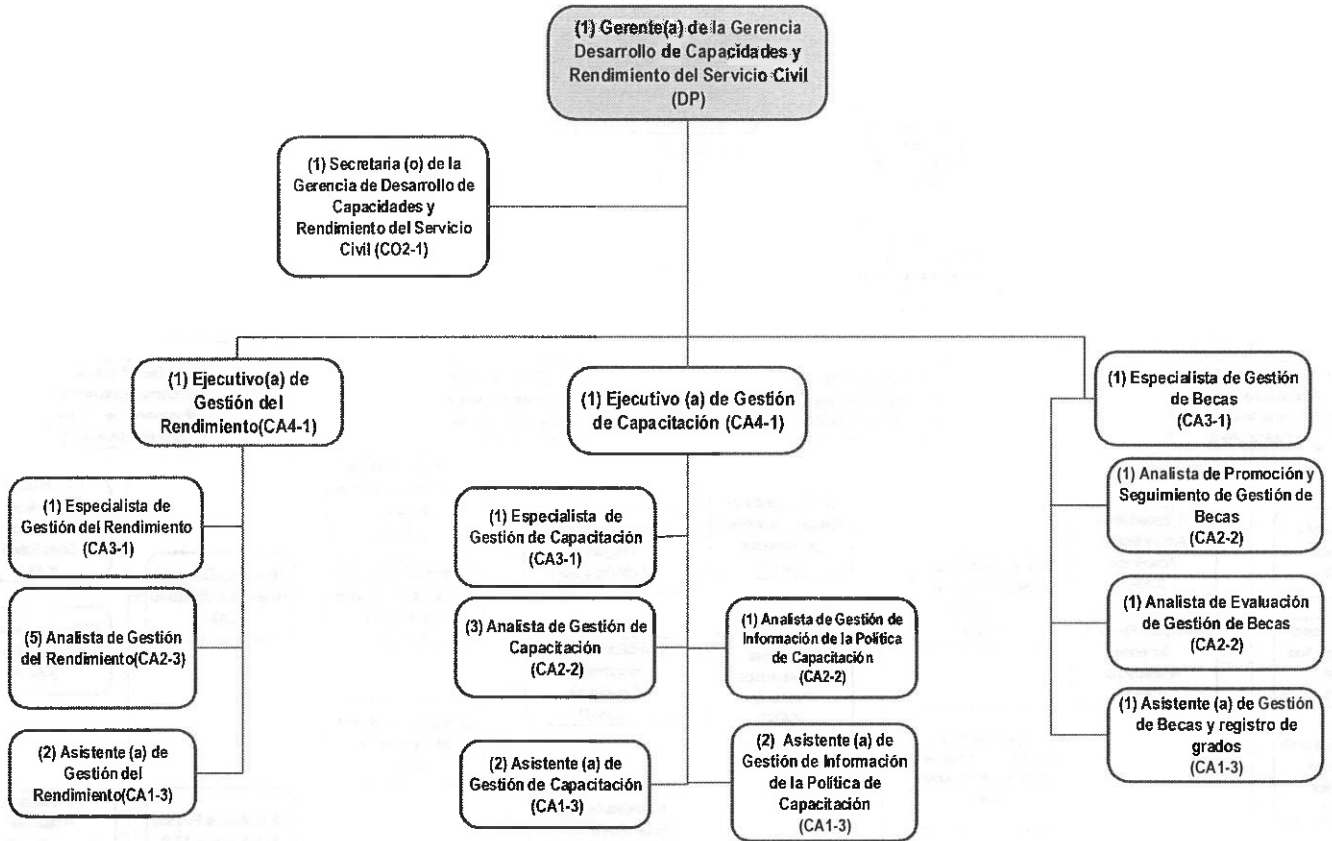 (1) Gerente(a) de la Gerencia
Desarrollo de Capacidades y
Rendimiento del Servicio Civil
(DP)
(1) Secretaria (o) de la
Gerencia de Desarrollo de
Capacidades y
Rendimiento del Servicio
Civil (CO2-1)
(1) Ejecutivo(a) de
Gestión del
Rendimiento(CA4-1)
(1) Especialista de
Gestión del Rendimiento
(CA3-1)
(5) Analista de Gestión
del Rendimiento(CA2-3)
(2) Asistente (a) de
Gestión del
Rendimiento(CA1-3)
(1) Ejecutivo (a) de Gestión
de Capacitación (CA4-1)
(1) Especialista de
Gestión de Capacitación
(CA3-1)
(3) Analista de Gestión de
Capacitación
(CA2-2)
(1) Analista de Gestión de
Información de la Política
de Capacitación
(CA2-2)
(2) Asistente (a) de
Gestión de Capacitación
(CA1-3)
(2) Asistente (a) de
Gestión de Información
de la Política de
Capacitación
(CA1-3)
(1) Especialista de Gestión
de Becas
(CA3-1)
(1) Analista de Promoción y
Seguimiento de Gestión de
Becas
(CA2-2)
(1) Analista de Evaluación
de Gestión de Becas
(CA2-2)
(1) Asistente (a) de Gestión
de Becas y registro de
grados
(CA1-3)